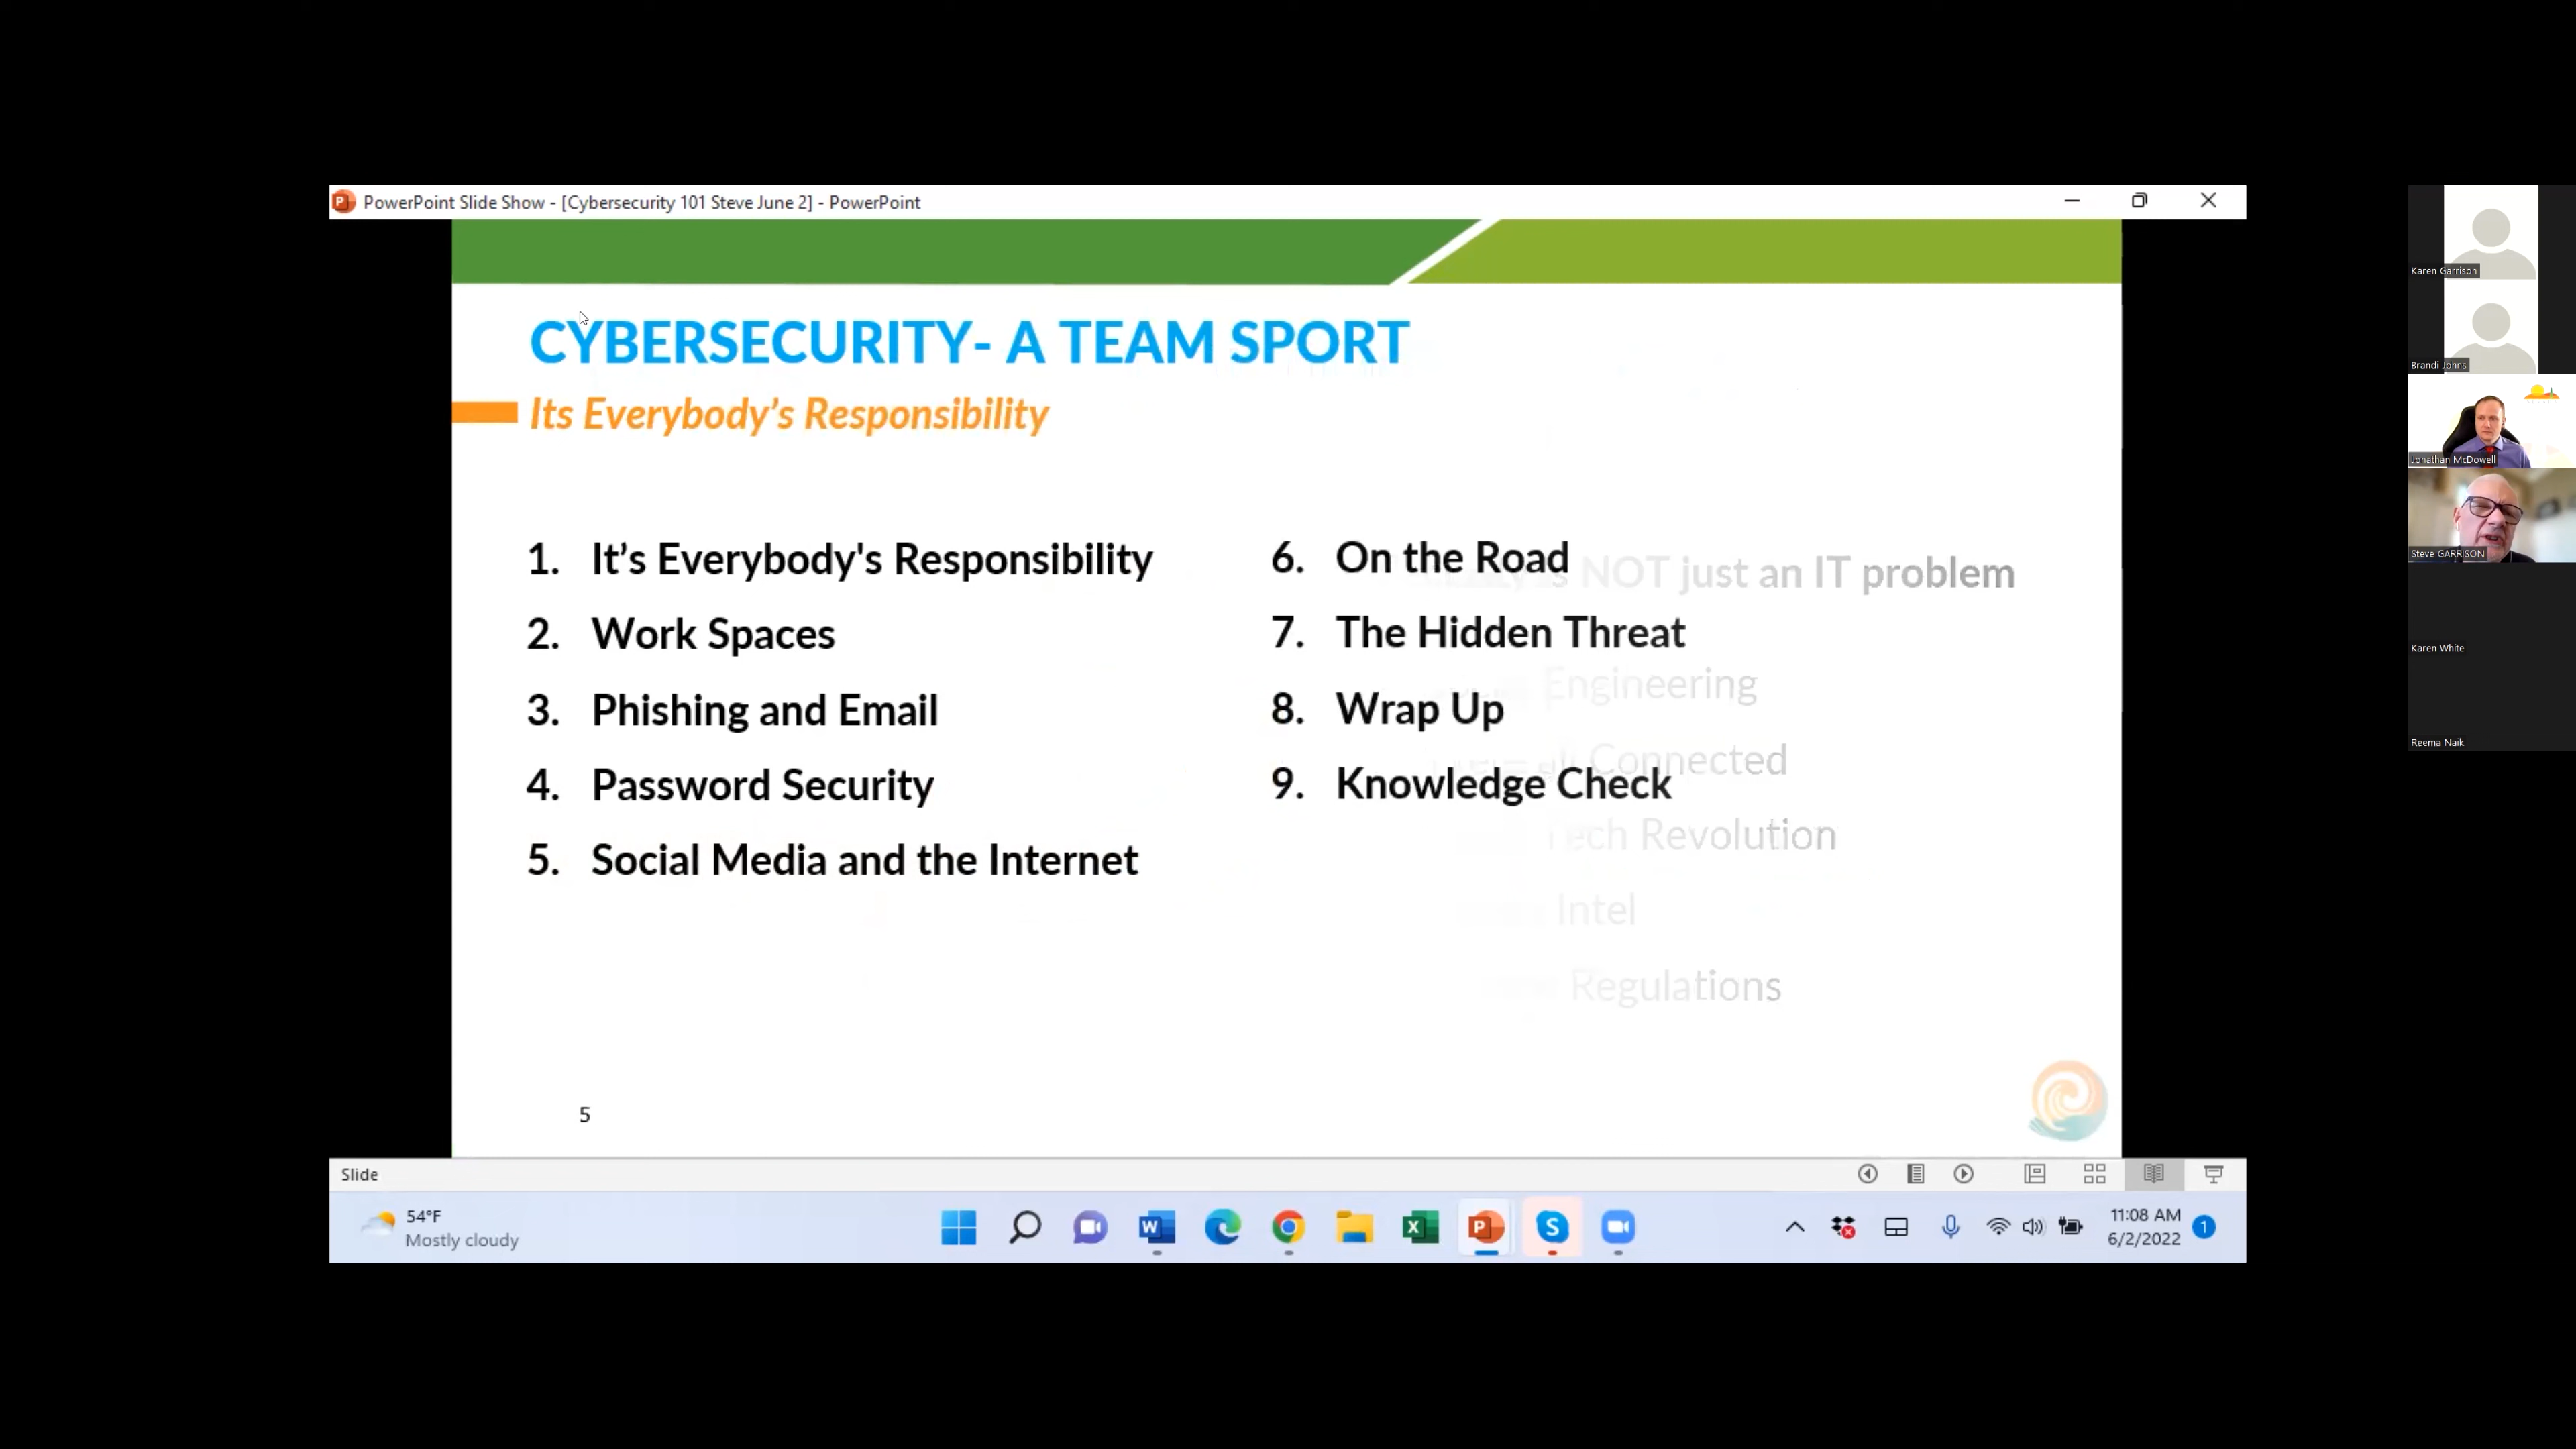 PowerPoint Slide Show - [Cybersecurity 101 Steve June 2] - PowerPoint
CYBERSECURITY- A TEAM SPORT
Its Everybody’s Responsibility
1. It’s Everybody's Responsibility
2. Work Spaces
3. Phishing and Email
4. Password Security
5. Social Media and the Internet
6. On the Road
7. The Hidden Threat
8. Wrap Up
9. Knowledge Check
NOT just an IT problem
Engineering
Connected
Tech Revolution
Intel
Regulations
5
Slide
54°F
Mostly cloudy
11:08 AM
6/2/2022
1
Karen Garrison
Brandi Johns
Jonathan McDowell
Steve GARRISON
Karen White
Reema Naik